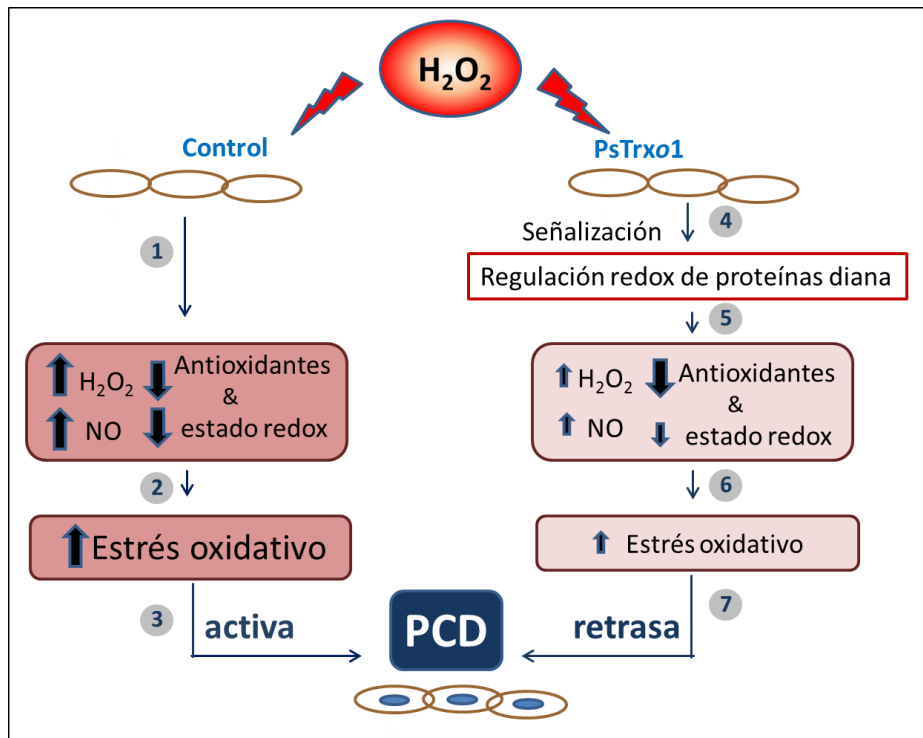 H₂O₂
Control
PsTrxo1
1
4
Señalización
Regulación redox de proteínas diana
5
H₂O₂
Antioxidantes
&
NO
estado redox
H₂O₂
Antioxidantes
&
NO
estado redox
2
6
Estrés oxidativo
Estrés oxidativo
3
activa
PCD
retrasa
7